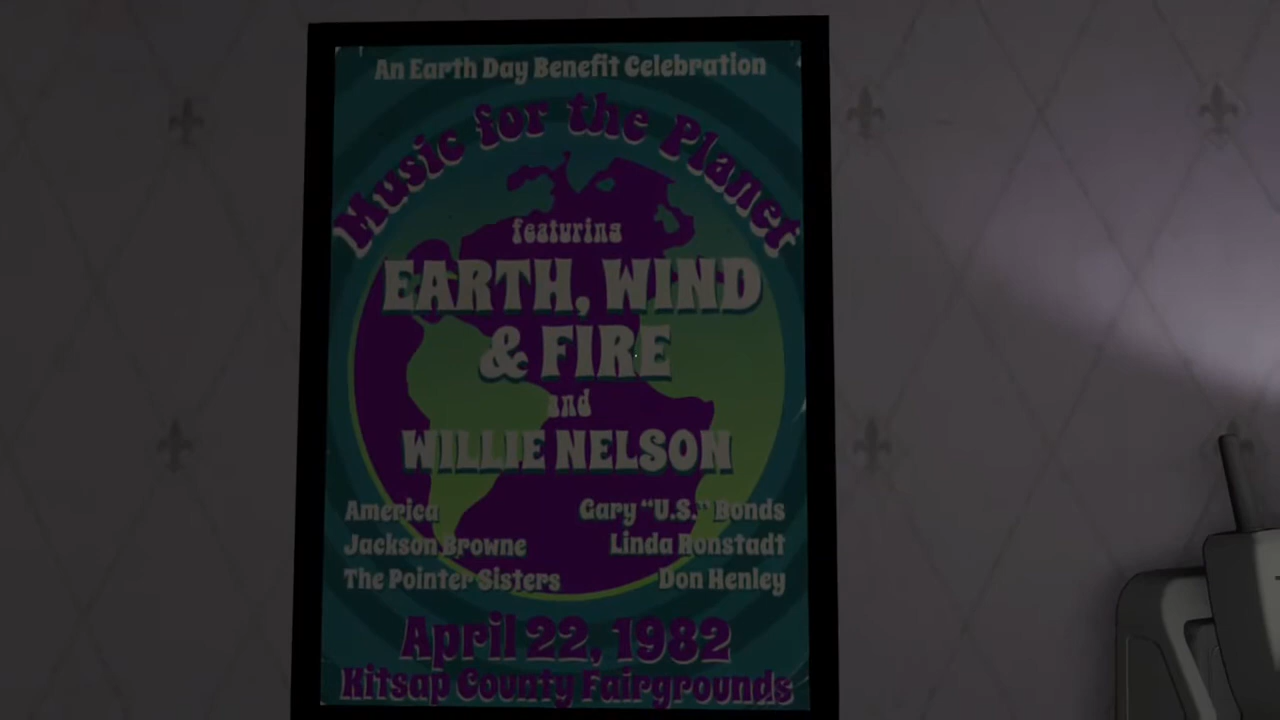 An Earth Day Benefit Celebration
Music for the Planet
featuring
EARTH, WIND
& FIRE
and
WILLIE NELSON
America
Gary “U.S.” Bonds
Jackson Browne
Linda Ronstadt
The Pointer Sisters
Don Henley
April 22, 1982
Kitsap County Fairgrounds